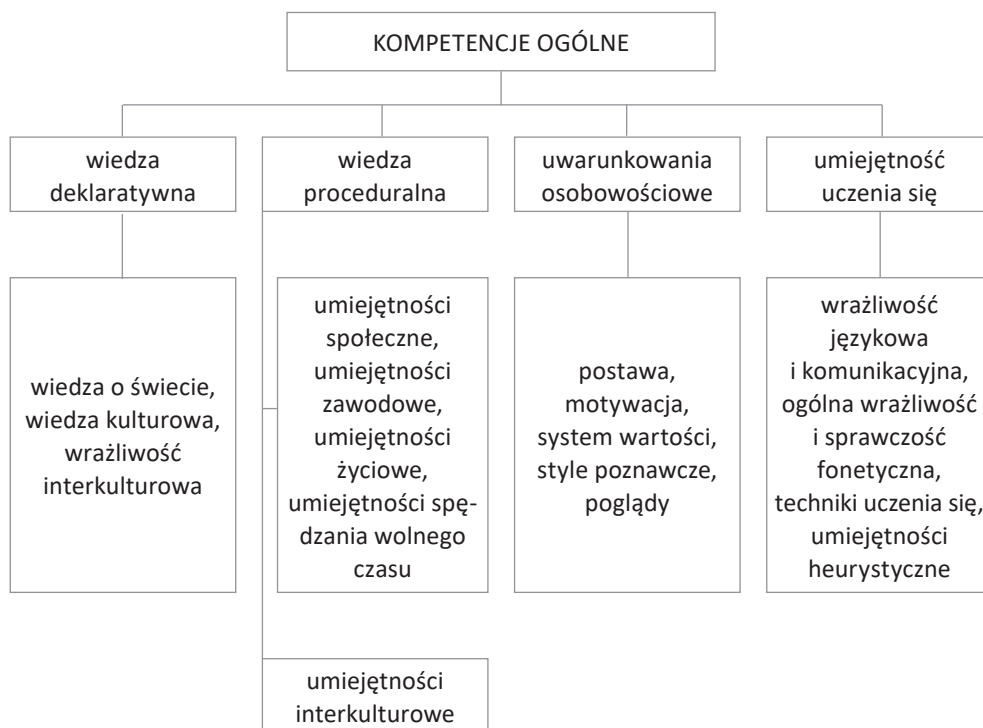 KOMPETENCJE OGÓLNE
wiedza
deklaratywna
wiedza
proceduralna
uwarunkowania
osobowościowe
umiejętność
uczenia się
wiedza o świecie,
wiedza kulturowa,
wrażliwość
interkulturowa
umiejętności
społeczne,
umiejętności
zawodowe,
umiejętności
życiowe,
umiejętności spę-
dzania wolnego
czasu
postawa,
motywacja,
system wartości,
style poznawcze,
poglądy
wrażliwość
językowa
i komunikacyjna,
ogólna wrażliwość
i sprawczość
fonetyczna,
techniki uczenia się,
umiejętności
heurystyczne
umiejętności
interkulturowe